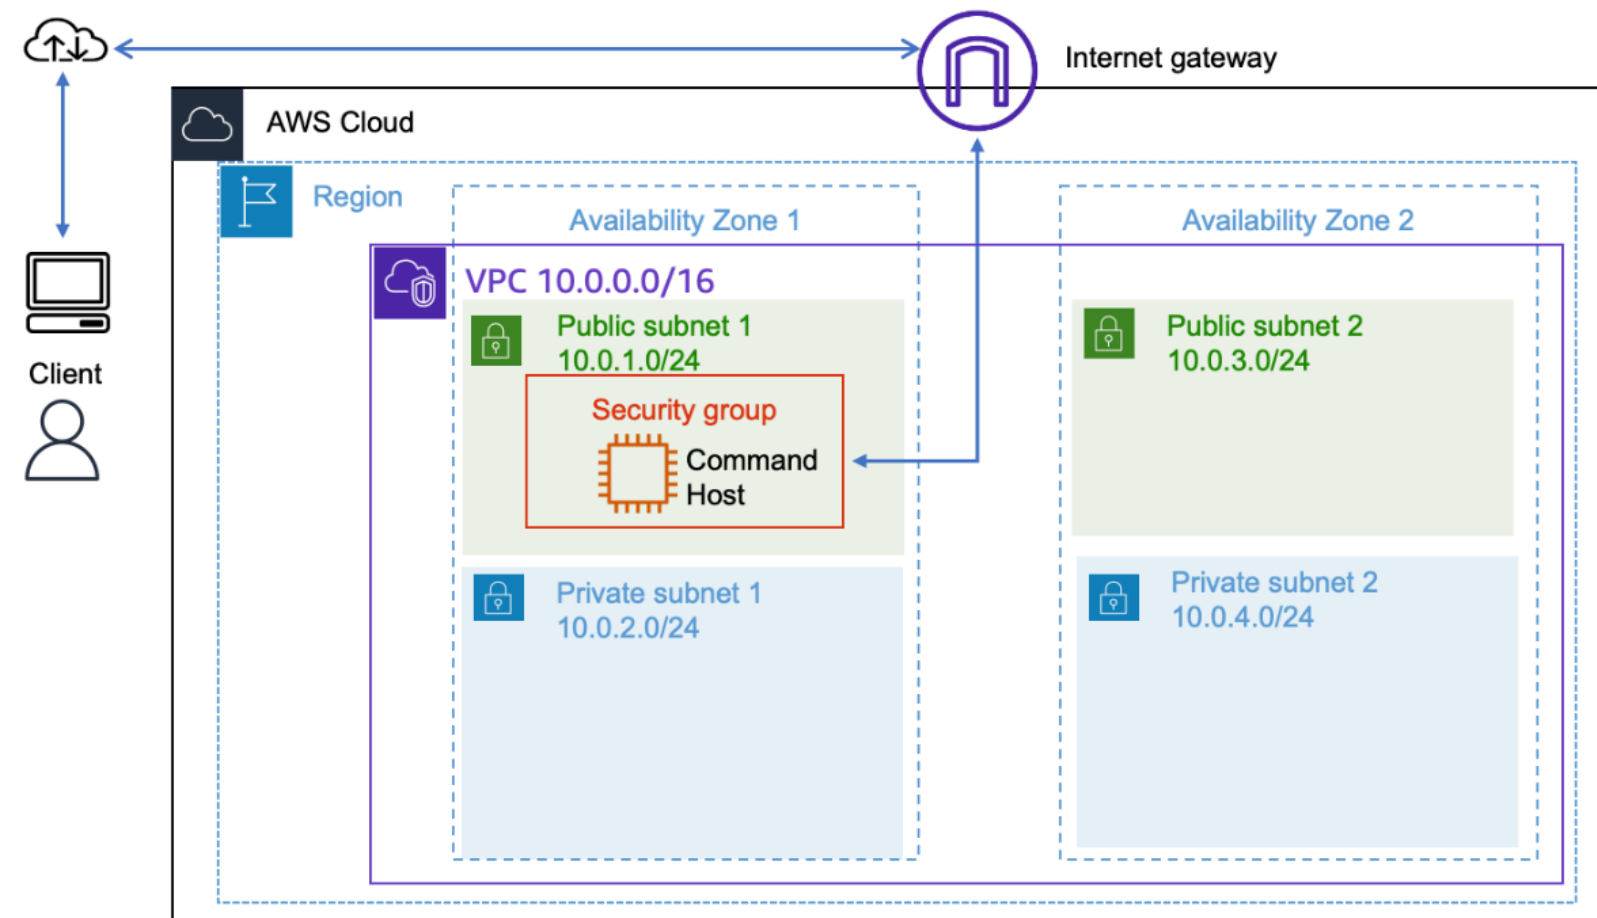 Internet gateway
AWS Cloud
Region
Availability Zone 1
Availability Zone 2
VPC 10.0.0.0/16
Public subnet 1
10.0.1.0/24
Public subnet 2
10.0.3.0/24
Client
Security group
Command
Host
Private subnet 1
10.0.2.0/24
Private subnet 2
10.0.4.0/24